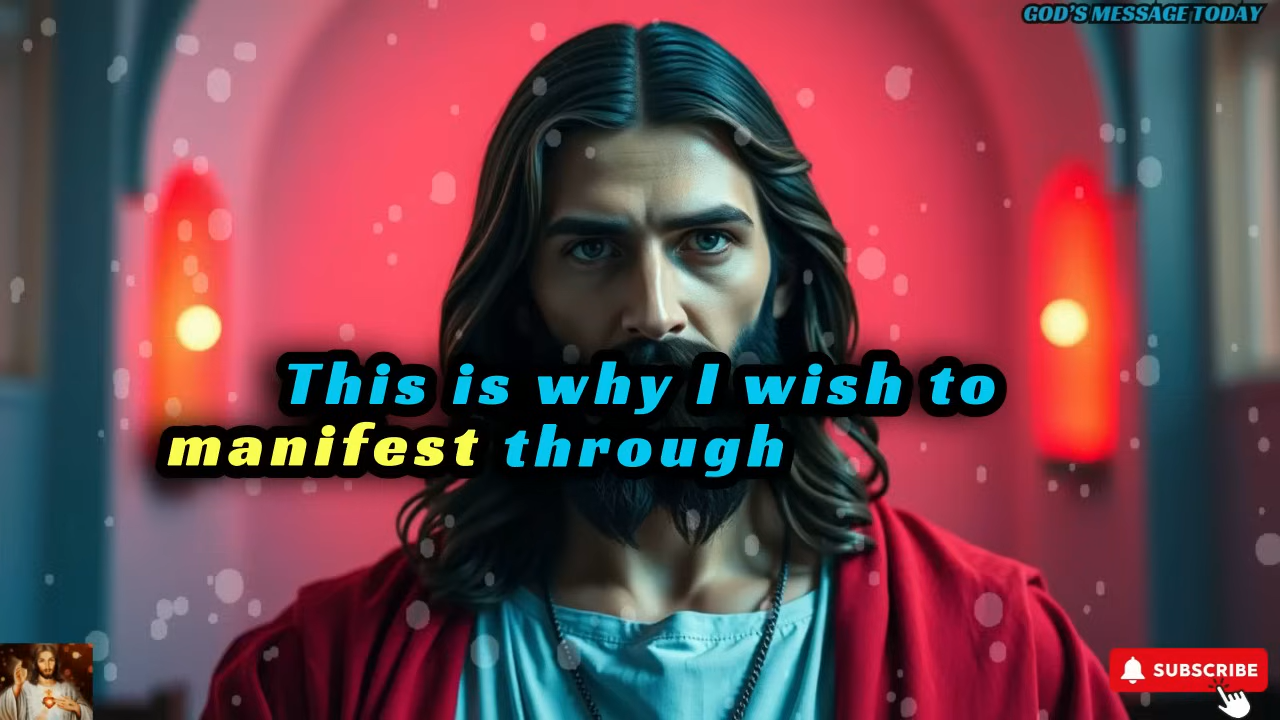 GOD'S MESSAGE TODAY
This is why I wish to
manifest through
SUBSCRIBE